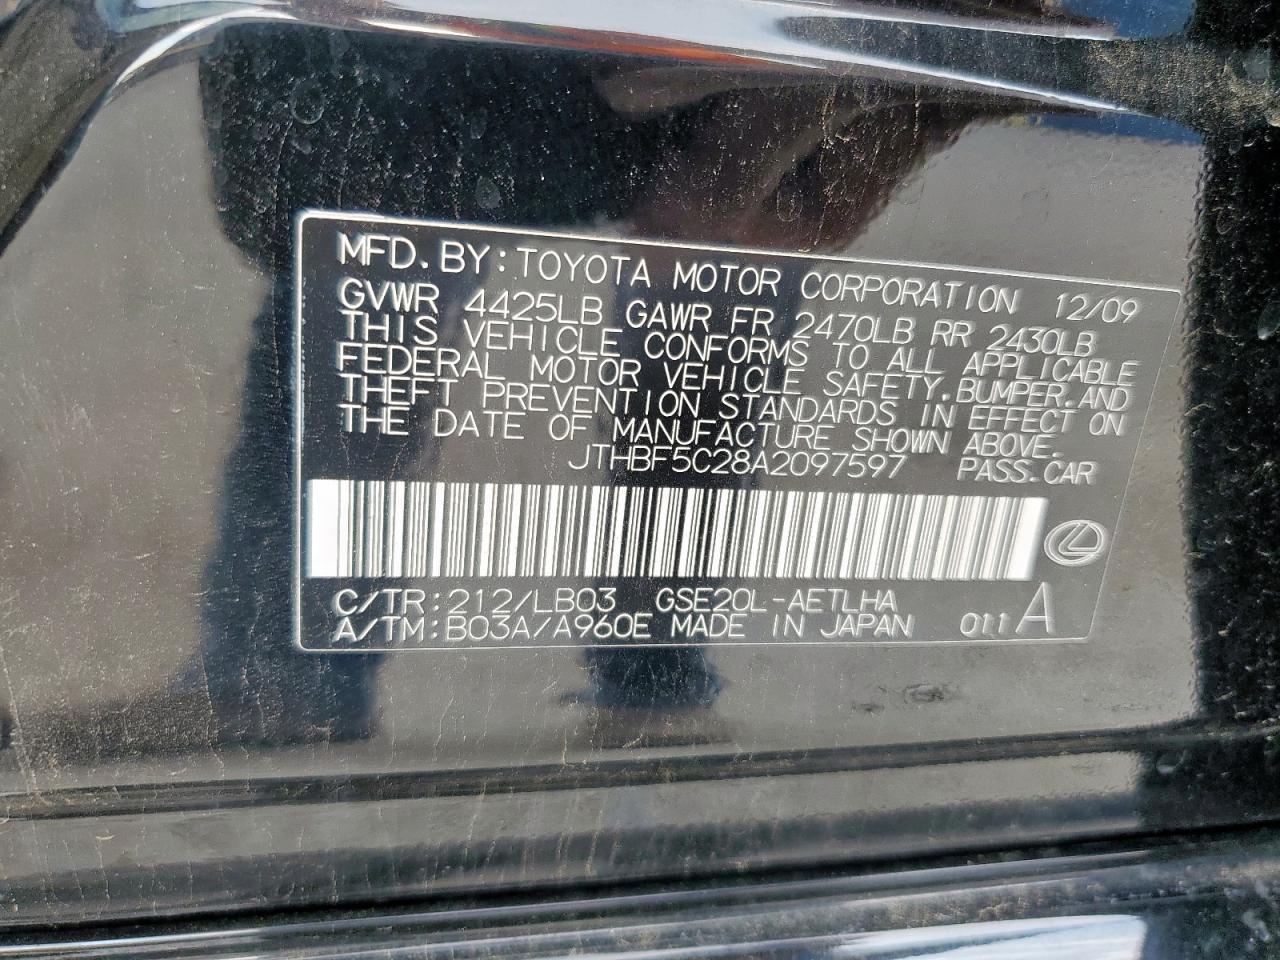 MFD. BY: TOYOTA MOTOR CORPORATION 12/09
GVWR 4425LB GAWR FR 2470LB RR 2430LB
THIS VEHICLE CONFORMS TO ALL APPLICABLE
FEDERAL MOTOR VEHICLE SAFETY, BUMPER, AND
THEFT PREVENTION STANDARDS IN EFFECT ON
THE DATE OF MANUFACTURE SHOWN ABOVE.
JTHBF5C28A2097597 PASS. CAR
C/TR: 212/LB03 GSE20L-AETLHA
A/TM: B03A/A960E MADE IN JAPAN 011 A